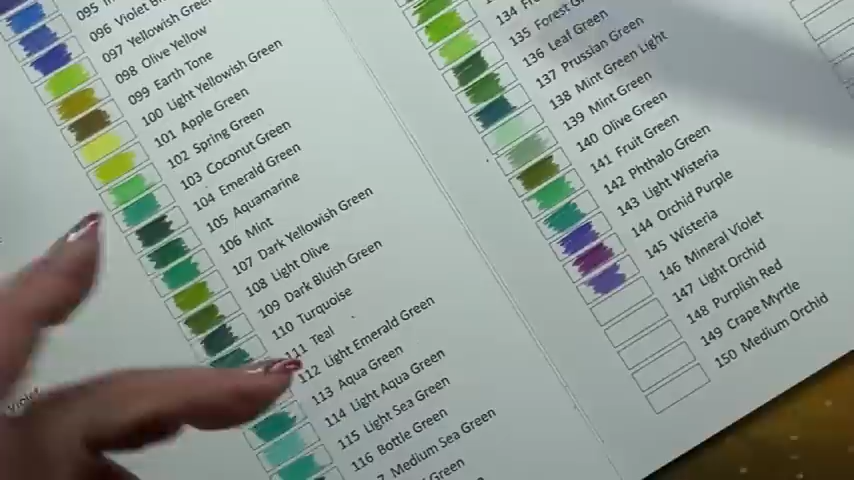 095
096 Violet
097 Yellowish Green
098 Olive Yellow
099 Earth Tone
100 Light Yellowish Green
101 Apple Green
102 Spring Green
103 Coconut Green
104 Emerald Green
105 Aquamarine
106 Mint
107 Dark Yellowish Green
108 Light Olive
109 Dark Bluish Green
110 Turquoise
111 Teal
112 Light Emerald Green
113 Aqua Green
114 Light Aqua Green
115 Light Sea Green
116 Bottle Green
7 Medium Sea Green
Green
134
135 Forest
136 Leaf Green
137 Prussian Green
138 Mint Green Light
139 Mint Green
140 Olive Green
141 Fruit Green
142 Phthalo Green
143 Light Wisteria
144 Orchid Purple
145 Wisteria
146 Mineral Violet
147 Light Orchid
148 Purplish Red
149 Crape Myrtle
150 Medium Orchid
Violet